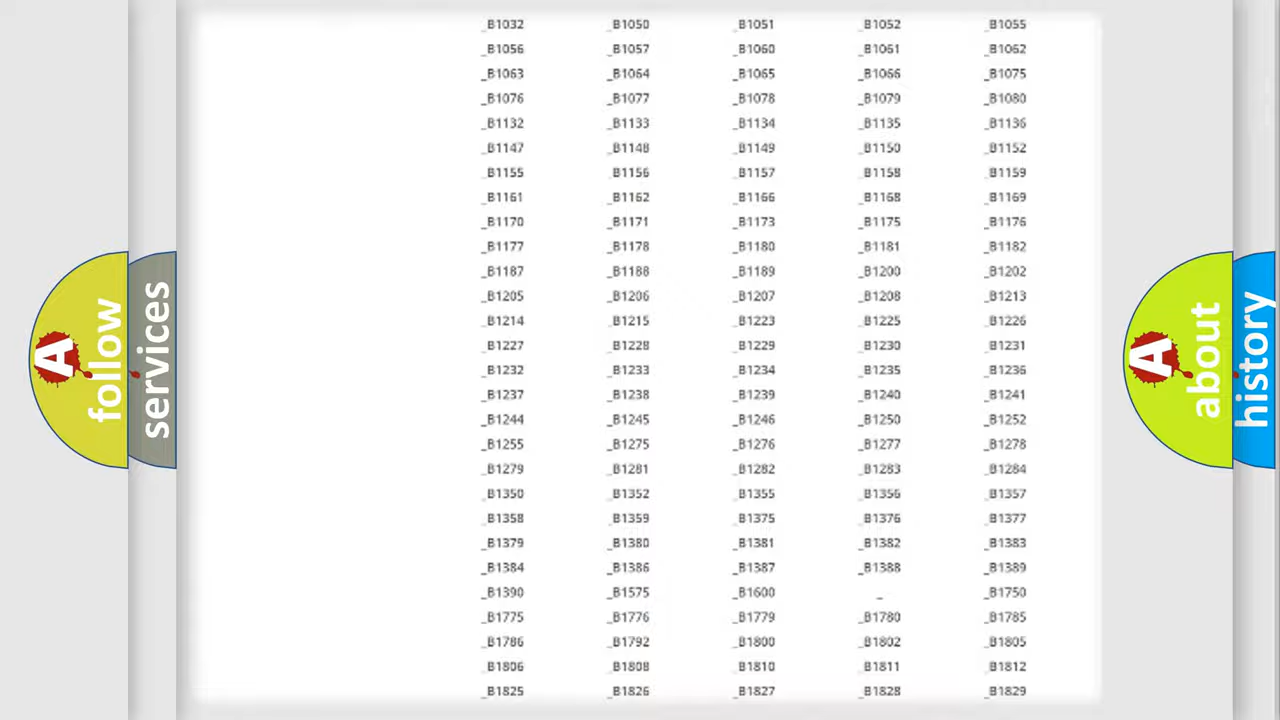 _B1032 _B1050 _B1051 _B1052 _B1055
_B1056 _B1057 _B1060 _B1061 _B1062
_B1063 _B1064 _B1065 _B1066 _B1075
_B1076 _B1077 _B1078 _B1079 _B1080
_B1132 _B1133 _B1134 _B1135 _B1136
_B1147 _B1148 _B1149 _B1150 _B1152
_B1155 _B1156 _B1157 _B1158 _B1159
_B1161 _B1162 _B1166 _B1168 _B1169
_B1170 _B1171 _B1173 _B1175 _B1176
_B1177 _B1178 _B1180 _B1181 _B1182
_B1187 _B1188 _B1189 _B1200 _B1202
_B1205 _B1206 _B1207 _B1208 _B1213
_B1214 _B1215 _B1223 _B1225 _B1226
_B1227 _B1228 _B1229 _B1230 _B1231
_B1232 _B1233 _B1234 _B1235 _B1236
_B1237 _B1238 _B1239 _B1240 _B1241
_B1244 _B1245 _B1246 _B1250 _B1252
_B1255 _B1275 _B1276 _B1277 _B1278
_B1279 _B1281 _B1282 _B1283 _B1284
_B1350 _B1352 _B1355 _B1356 _B1357
_B1358 _B1359 _B1375 _B1376 _B1377
_B1379 _B1380 _B1381 _B1382 _B1383
_B1384 _B1386 _B1387 _B1388 _B1389
_B1390 _B1575 _B1600 _ _B1750
_B1775 _B1776 _B1779 _B1780 _B1785
_B1786 _B1792 _B1800 _B1802 _B1805
_B1806 _B1808 _B1810 _B1811 _B1812
_B1825 _B1826 _B1827 _B1828 _B1829
A follow
services
A about
history